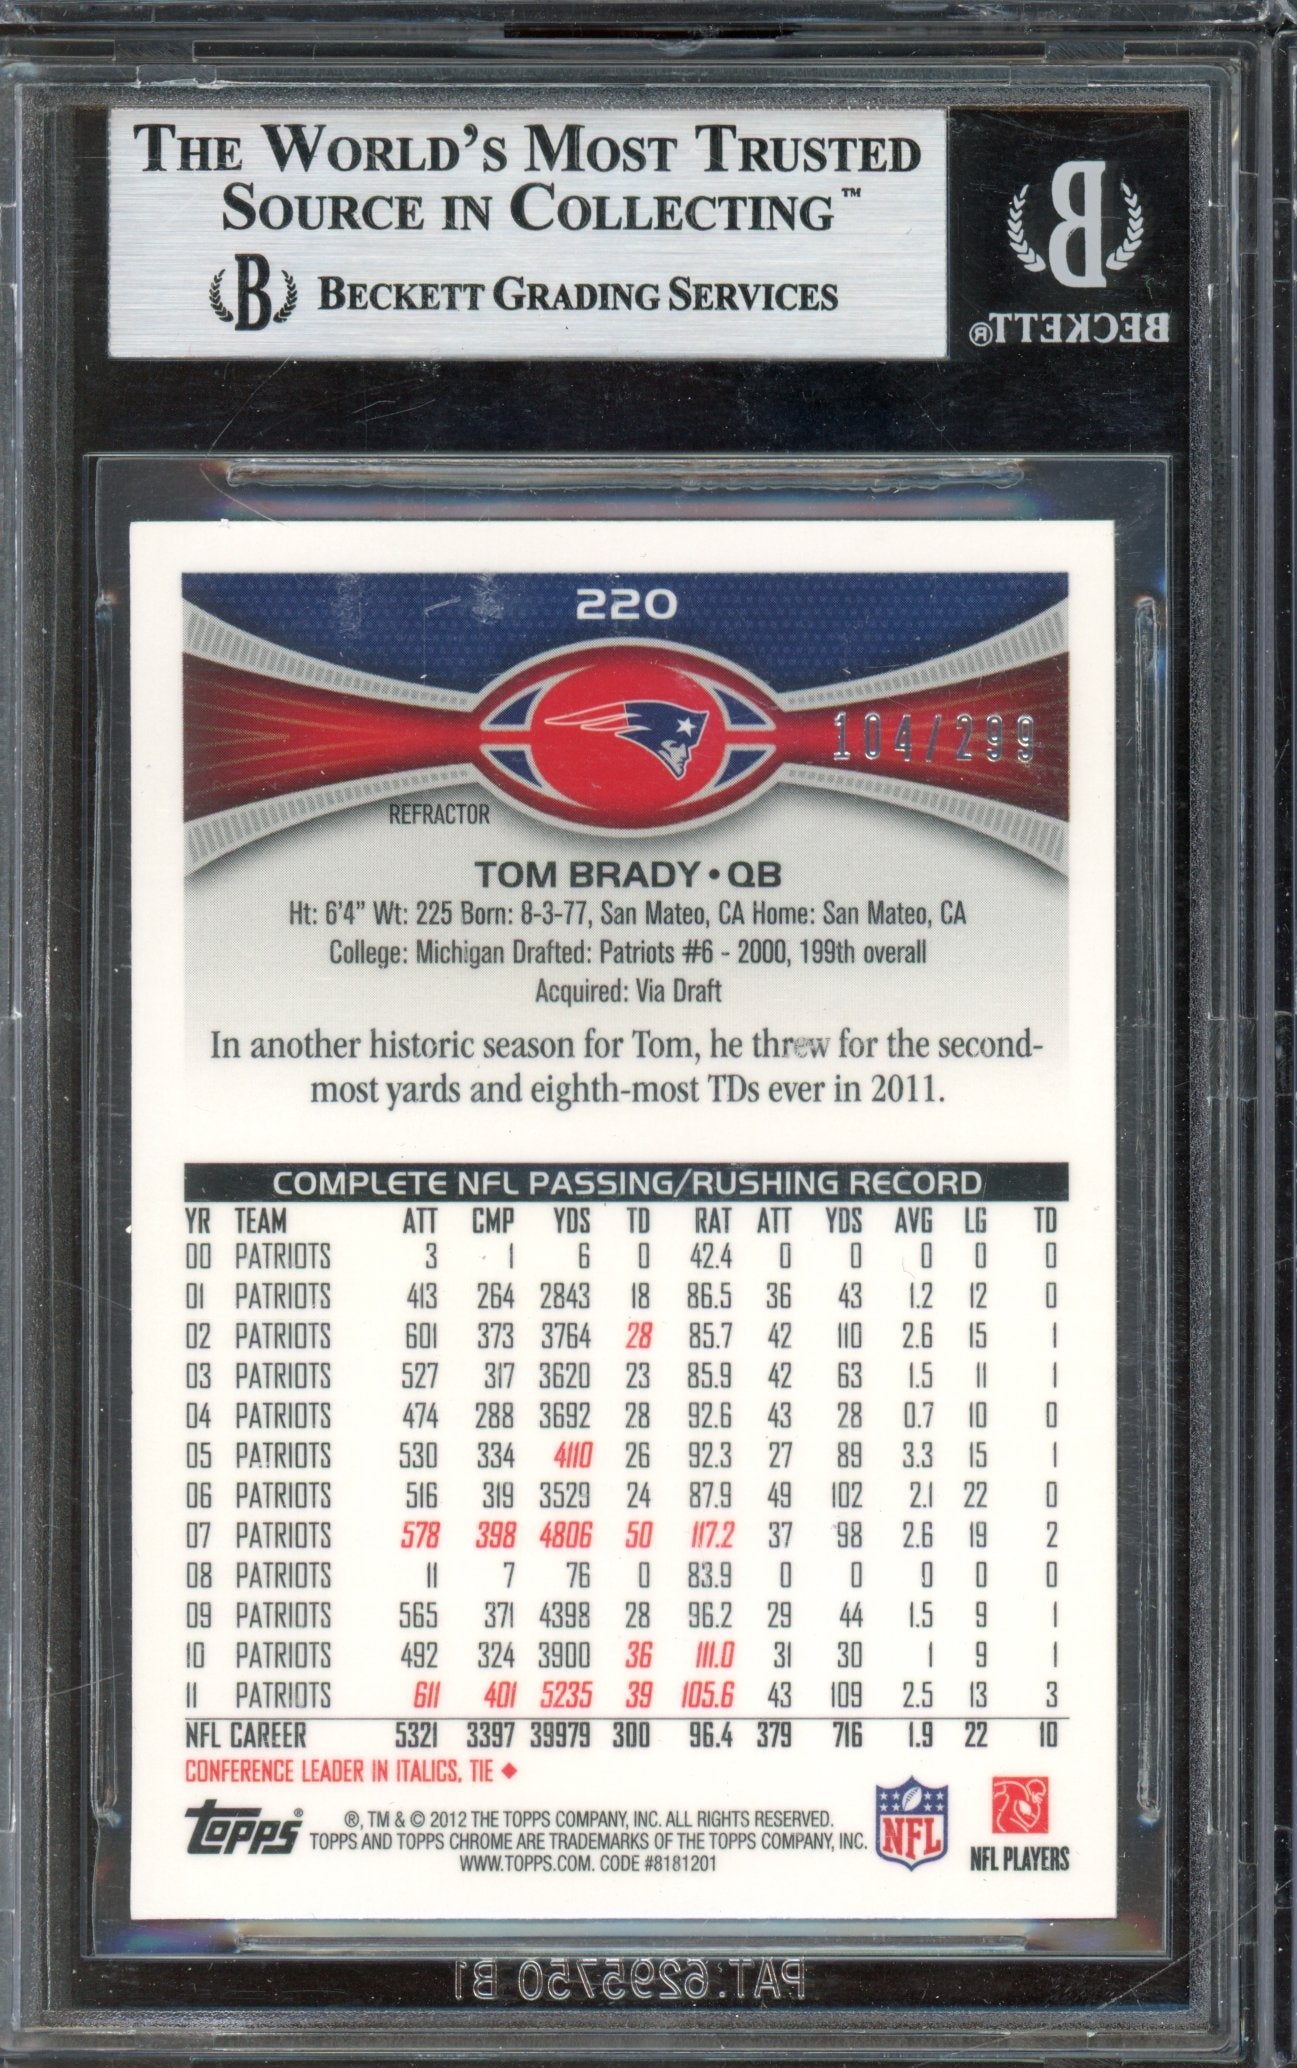 THE WORLD'S MOST TRUSTED
SOURCE IN COLLECTING™
B BECKETT GRADING SERVICES
B
BECKETT®
220
104/299
REFRACTOR
TOM BRADY • QB
Ht: 6'4" Wt: 225 Born: 8-3-77, San Mateo, CA Home: San Mateo, CA
College: Michigan Drafted: Patriots #6 - 2000, 199th overall
Acquired: Via Draft
In another historic season for Tom, he threw for the second-
most yards and eighth-most TDs ever in 2011.
COMPLETE NFL PASSING/RUSHING RECORD
YR TEAM ATT CMP YDS TD RAT ATT YDS AVG LG TD
00 PATRIOTS 3 1 6 0 42.4 0 0 0 0 0
01 PATRIOTS 413 264 2843 18 86.5 36 43 1.2 12 0
02 PATRIOTS 601 373 3764 28 85.7 42 110 2.6 15 1
03 PATRIOTS 527 317 3620 23 85.9 42 63 1.5 11 1
04 PATRIOTS 474 288 3692 28 92.6 43 28 0.7 10 0
05 PATRIOTS 530 334 4110 26 92.3 27 89 3.3 15 1
06 PATRIOTS 516 319 3529 24 87.9 49 102 2.1 22 0
07 PATRIOTS 578 398 4806 50 117.2 37 98 2.6 19 2
08 PATRIOTS 11 7 76 0 83.9 0 0 0 0 0
09 PATRIOTS 565 371 4398 28 96.2 29 44 1.5 9 1
10 PATRIOTS 492 324 3900 36 111.0 31 30 1 9 1
11 PATRIOTS 611 401 5235 39 105.6 43 109 2.5 13 3
NFL CAREER 5321 3397 39979 300 96.4 379 716 1.9 22 10
CONFERENCE LEADER IN ITALICS, TIE ♦
topps®
®, TM & © 2012 THE TOPPS COMPANY, INC. ALL RIGHTS RESERVED.
TOPPS AND TOPPS CHROME ARE TRADEMARKS OF THE TOPPS COMPANY, INC.
WWW.TOPPS.COM. CODE #8181201
NFL
NFL PLAYERS
PAT. 6295750 B1